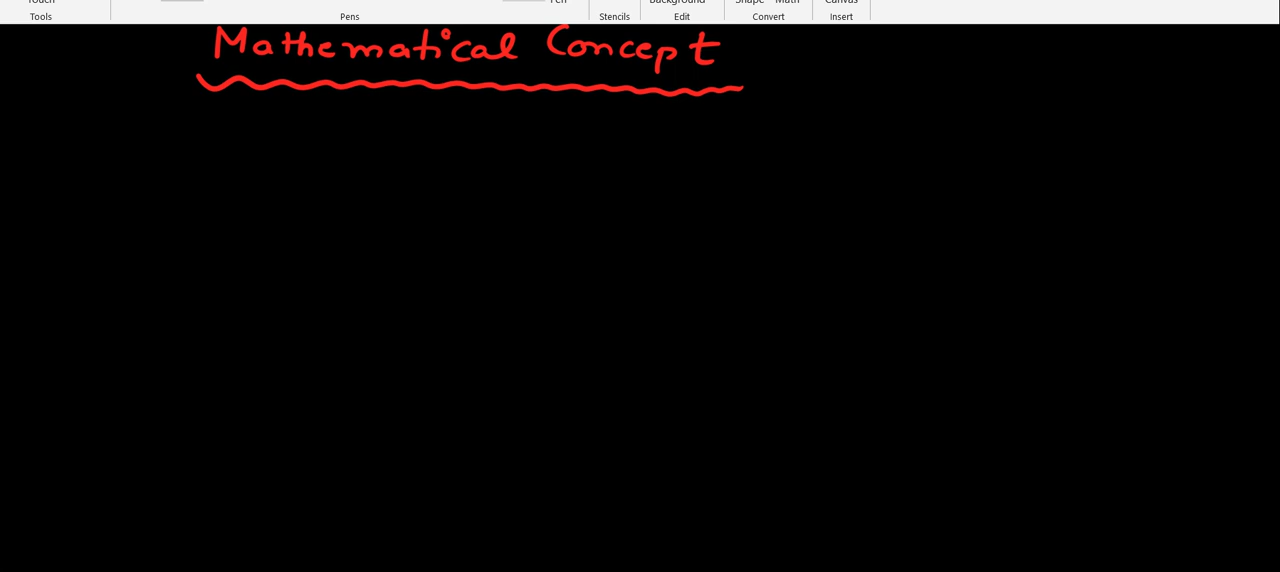 Touch Pen Background Shape Math Canvas
Tools Pens Stencils Edit Convert Insert
Mathematical Concept